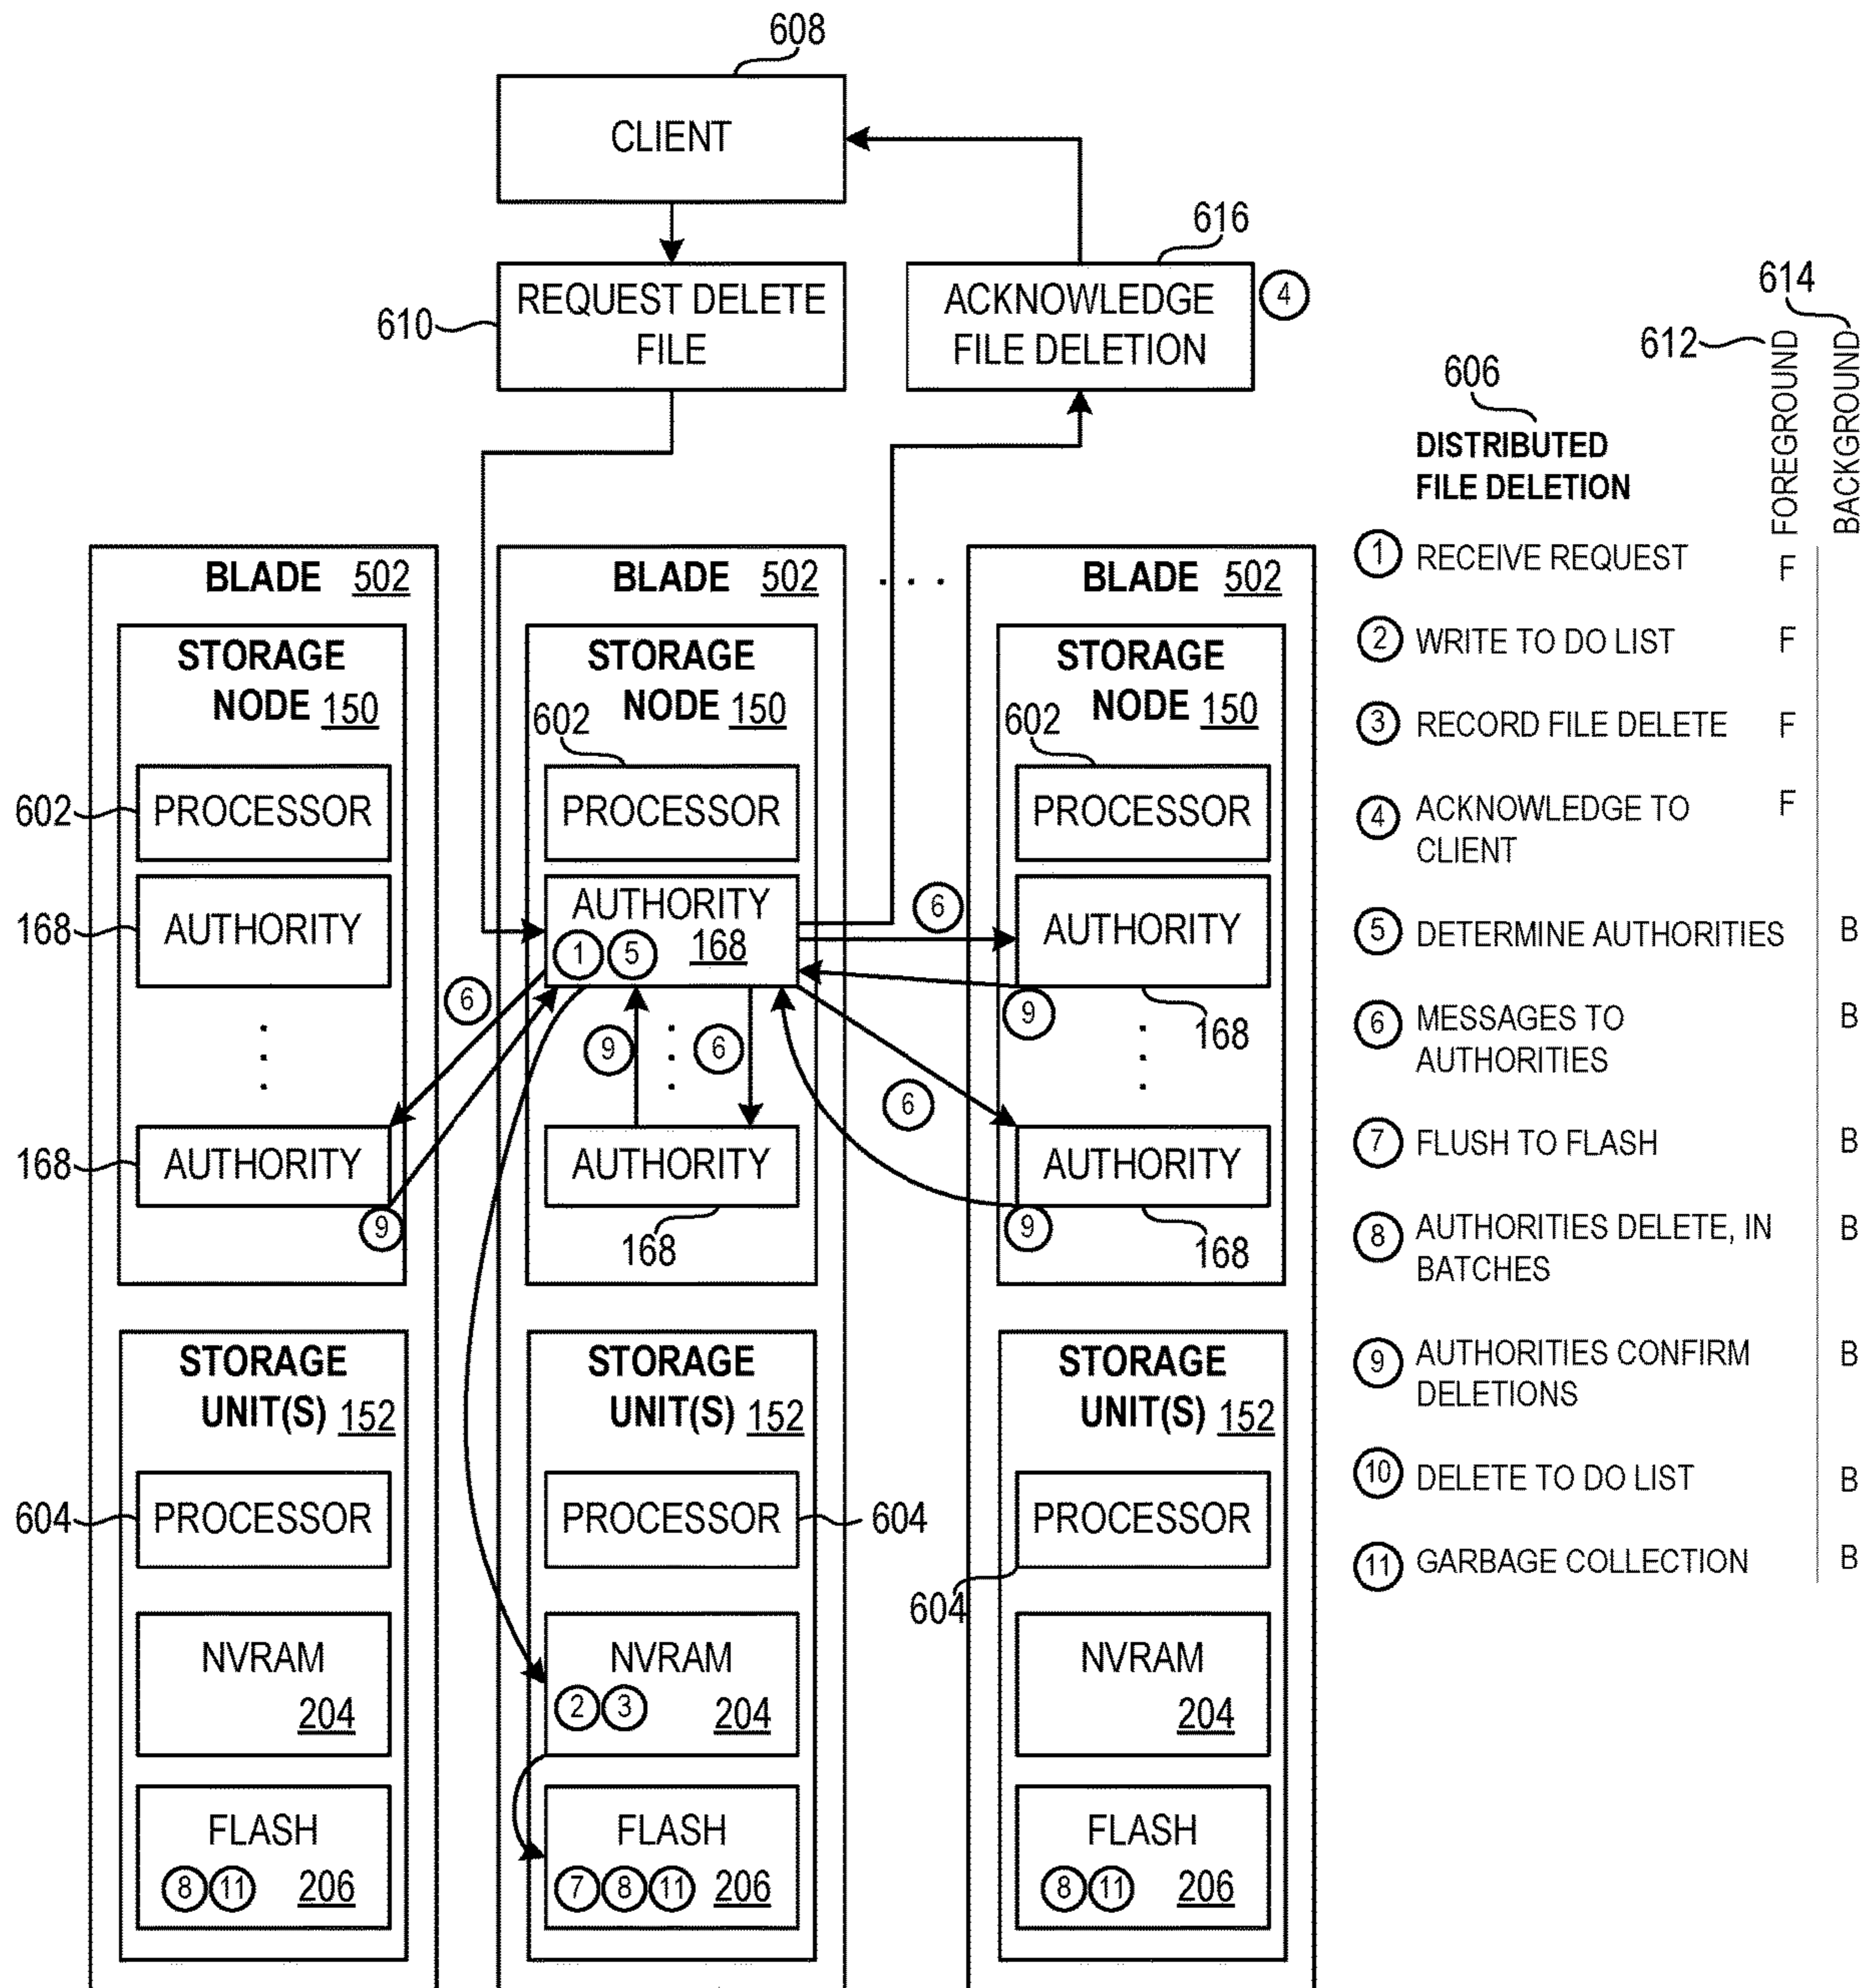 608
CLIENT
616
610
REQUEST DELETE
FILE
ACKNOWLEDGE
FILE DELETION
4
BLADE 502
STORAGE
NODE 150
602
PROCESSOR
168
AUTHORITY
6
168
AUTHORITY
9
STORAGE
UNIT(S) 152
604
PROCESSOR
NVRAM
204
FLASH
8 11 206
BLADE 502
STORAGE
NODE 150
602
PROCESSOR
AUTHORITY
1 5 168
9
6
AUTHORITY
168
STORAGE
UNIT(S) 152
PROCESSOR
604
NVRAM
2 3 204
FLASH
7 8 11 206
. . .
6
6
BLADE 502
STORAGE
NODE 150
602
PROCESSOR
AUTHORITY
9
168
AUTHORITY
9
168
STORAGE
UNIT(S) 152
PROCESSOR
604
NVRAM
204
FLASH
8 11 206
606
DISTRIBUTED
FILE DELETION
612
FOREGROUND
614
BACKGROUND
1 RECEIVE REQUEST F
2 WRITE TO DO LIST F
3 RECORD FILE DELETE F
4 ACKNOWLEDGE TO F
CLIENT
5 DETERMINE AUTHORITIES B
6 MESSAGES TO B
AUTHORITIES
7 FLUSH TO FLASH B
8 AUTHORITIES DELETE, IN B
BATCHES
9 AUTHORITIES CONFIRM B
DELETIONS
10 DELETE TO DO LIST B
11 GARBAGE COLLECTION B